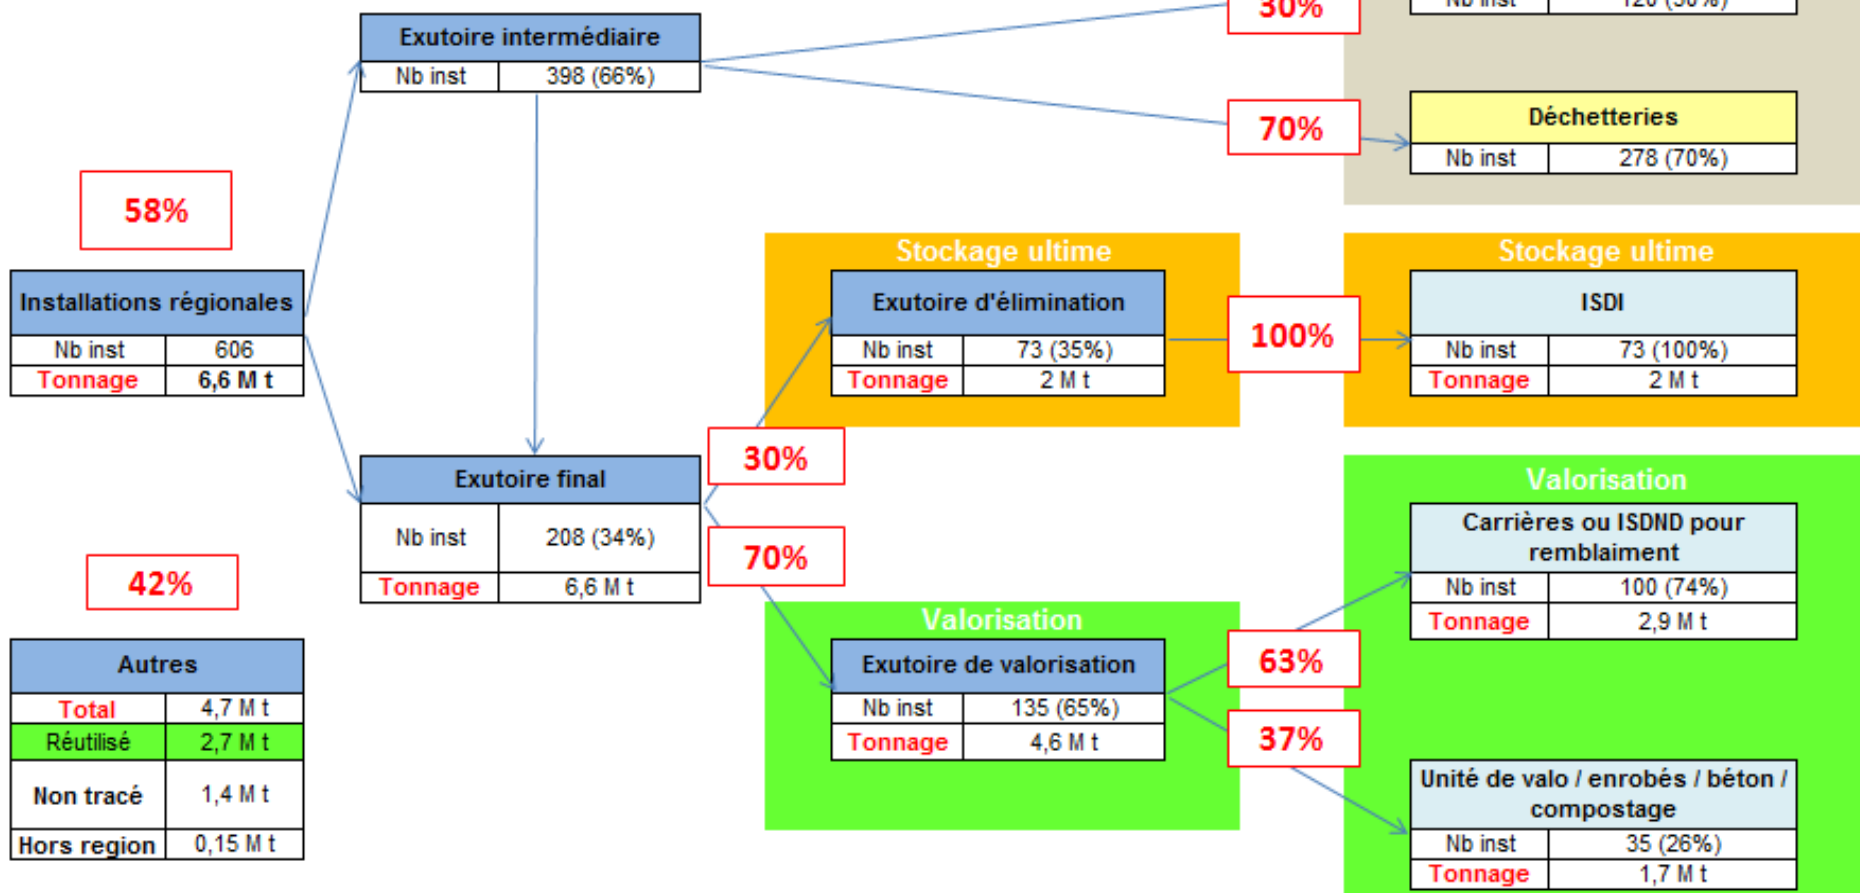 30%
Nb inst
Exutoire intermédiaire
Nb inst 398 (66%)
70%
Déchetteries
Nb inst 278 (70%)
58%
Stockage ultime
Stockage ultime
Installations régionales
Nb inst 606
Tonnage 6,6 M t
Exutoire d'élimination
Nb inst 73 (35%)
Tonnage 2 M t
100%
ISDI
Nb inst 73 (100%)
Tonnage 2 M t
30%
Exutoire final
Nb inst 208 (34%)
Tonnage 6,6 M t
70%
Valorisation
Carrières ou ISDND pour
remblaiment
Nb inst 100 (74%)
Tonnage 2,9 M t
42%
Valorisation
Exutoire de valorisation
Nb inst 135 (65%)
Tonnage 4,6 M t
63%
37%
Autres
Total 4,7 M t
Réutilisé 2,7 M t
Non tracé 1,4 M t
Hors region 0,15 M t
Unité de valo / enrobés / béton /
compostage
Nb inst 35 (26%)
Tonnage 1,7 M t